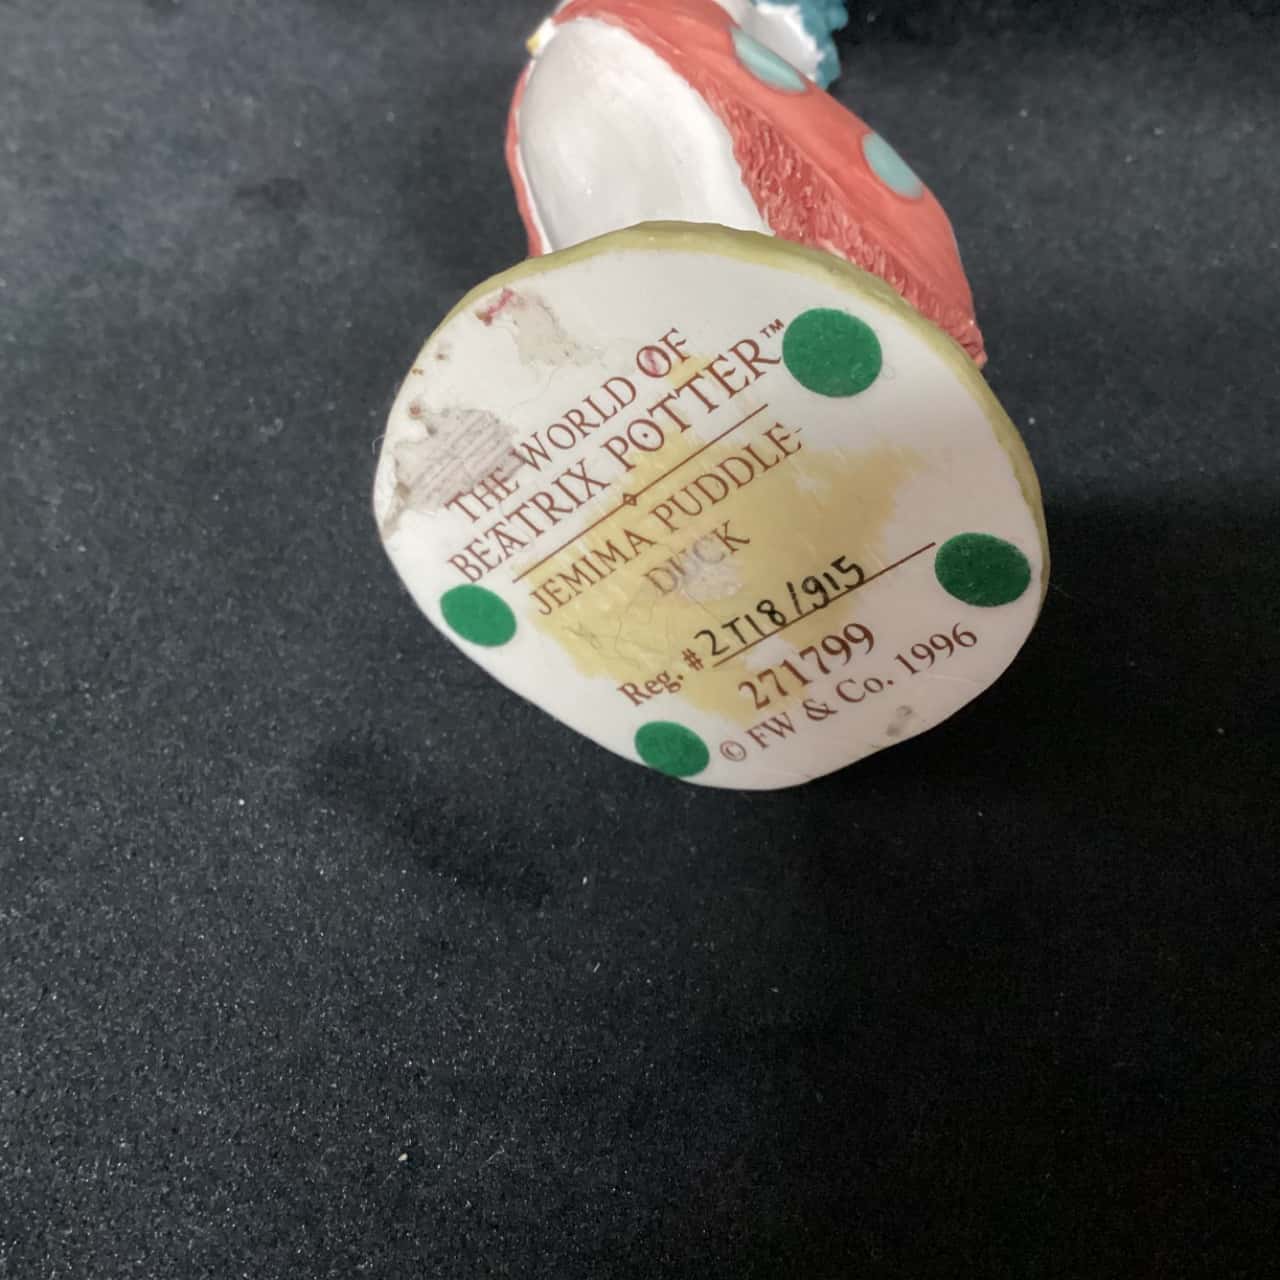 THE WORLD OF
BEATRIX POTTER™
JEMIMA PUDDLE-
DUCK
Reg. # 2T18/915
271799
© FW & Co. 1996